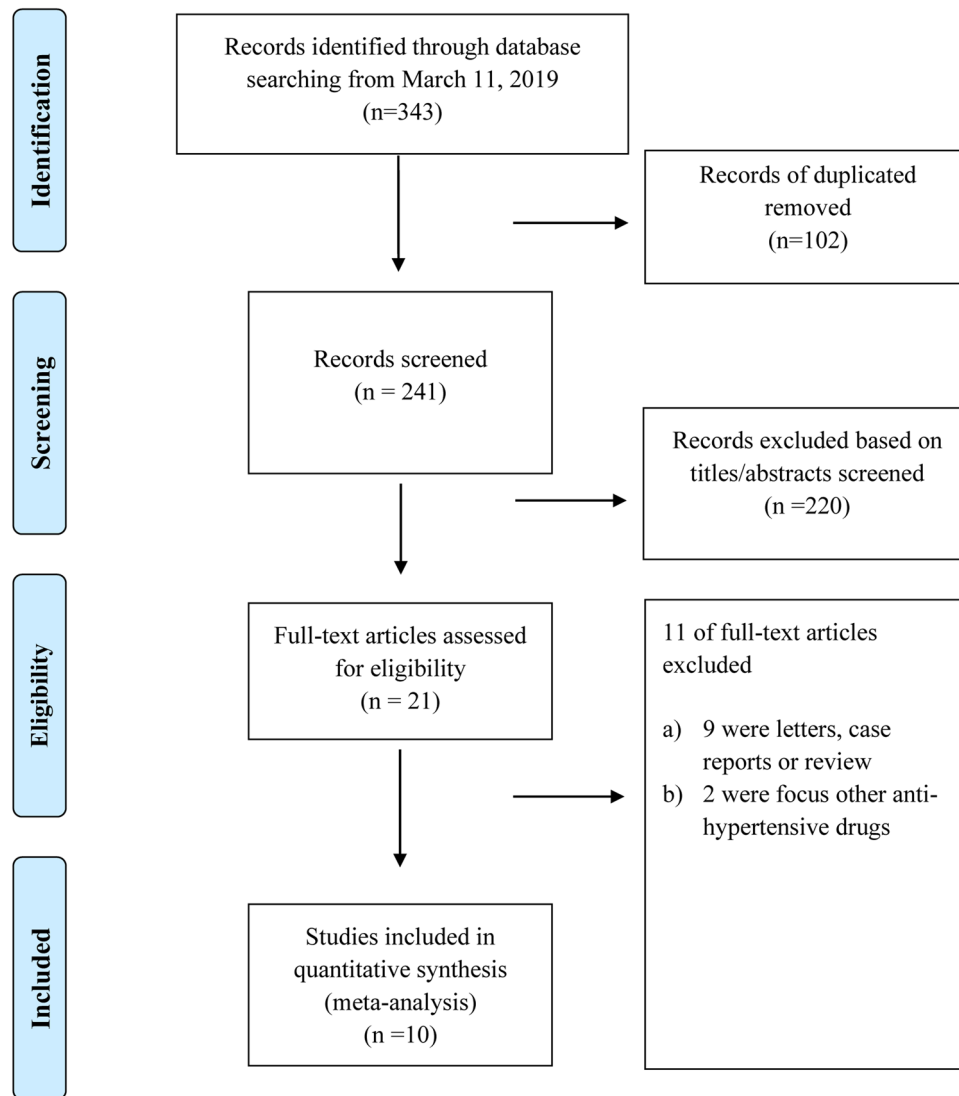 Identification
Records identified through database
searching from March 11, 2019
(n=343)
Records of duplicated
removed
(n=102)
Screening
Records screened
(n = 241)
Records excluded based on
titles/abstracts screened
(n =220)
Eligibility
Full-text articles assessed
for eligibility
(n = 21)
11 of full-text articles
excluded
a) 9 were letters, case
reports or review
b) 2 were focus other anti-
hypertensive drugs
Included
Studies included in
quantitative synthesis
(meta-analysis)
(n =10)